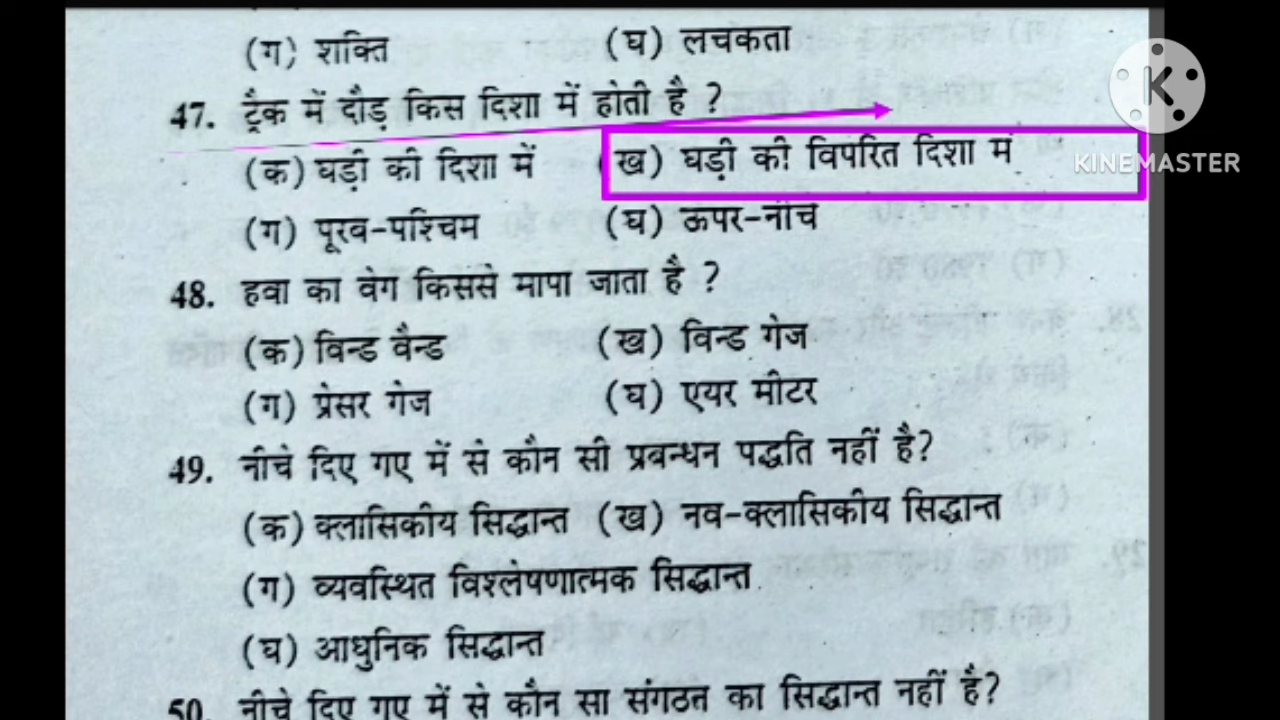 (ग) शक्ति (घ) लचकता
47. ट्रैक में दौड़ किस दिशा में होती है ?
(क) घड़ी की दिशा में (ख) घड़ी की विपरित दिशा में
(ग) पूरब-पश्चिम (घ) ऊपर-नीचे
48. हवा का वेग किससे मापा जाता है ?
(क) विन्ड वैन्ड (ख) विन्ड गेज
(ग) प्रेसर गेज (घ) एयर मीटर
49. नीचे दिए गए में से कौन सी प्रबन्धन पद्धति नहीं है?
(क) क्लासिकीय सिद्धान्त (ख) नव-क्लासिकीय सिद्धान्त
(ग) व्यवस्थित विश्लेषणात्मक सिद्धान्त
(घ) आधुनिक सिद्धान्त
50. नीचे दिए गए में से कौन सा संगठन का सिद्धान्त नहीं है?
K
KINEMASTER